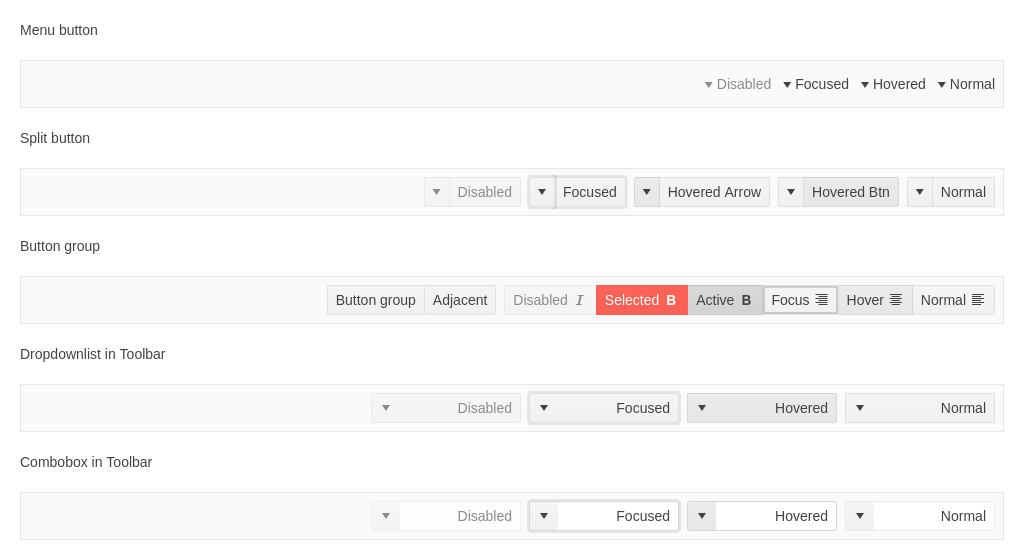 Menu button
Disabled Focused Hovered Normal
Split button
Disabled Focused Hovered Arrow Hovered Btn Normal
Button group
Button group Adjacent Disabled I Selected B Active B Focus Hover Normal
Dropdownlist in Toolbar
Disabled Focused Hovered Normal
Combobox in Toolbar
Disabled Focused Hovered Normal